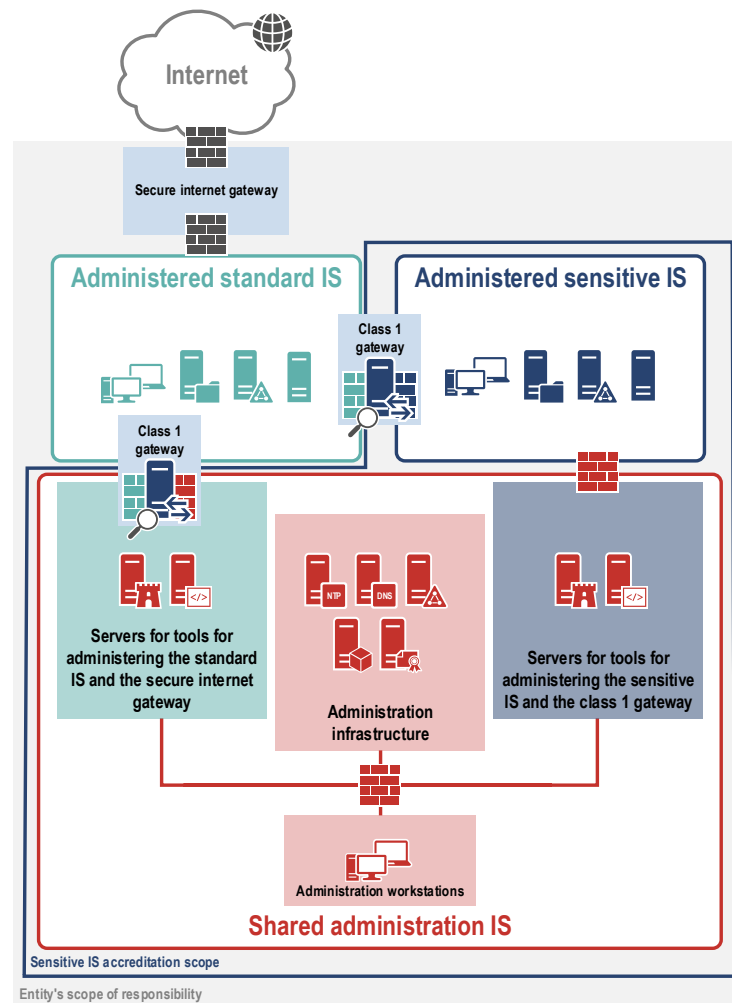 Internet
Secure internet gateway
Administered standard IS
Administered sensitive IS
Class 1
gateway
Class 1
gateway
</>
NTP
DNS
</>
Servers for tools for
administering the standard
IS and the secure internet
gateway
Administration
infrastructure
Servers for tools for
administering the sensitive
IS and the class 1 gateway
Administration workstations
Shared administration IS
Sensitive IS accreditation scope
Entity's scope of responsibility